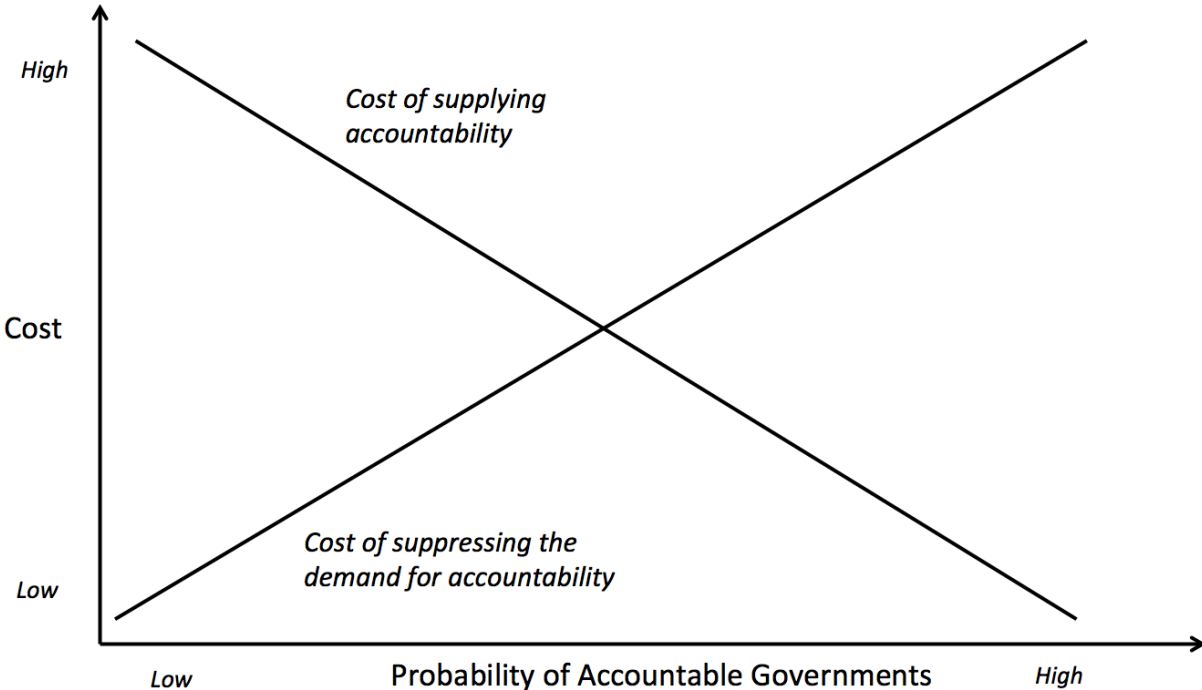 High
Cost of supplying
accountability
Cost
Cost of suppressing the
demand for accountability
Low
Low
Probability of Accountable Governments
High